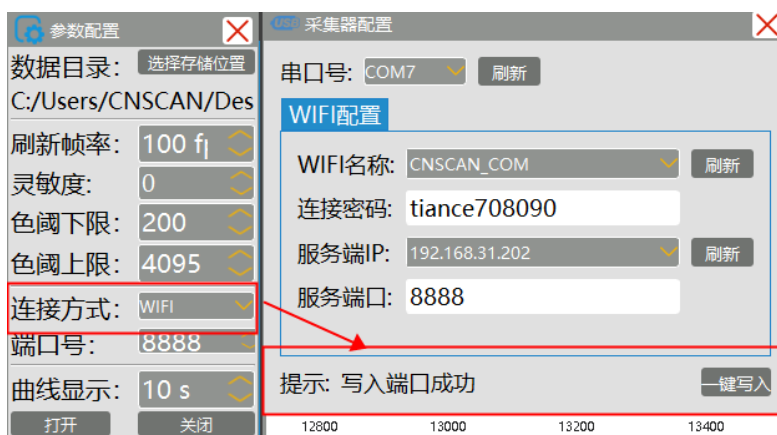 参数配置
数据目录: 选择存储位置
C:/Users/CNSCAN/Des
刷新帧率: 100 f
灵敏度: 0
色阈下限: 200
色阈上限: 4095
连接方式: WIFI
端口号: 8888
曲线显示: 10 s
打开 关闭
USB 采集器配置
串口号: COM7 刷新
WIFI配置
WIFI名称: CNSCAN_COM 刷新
连接密码: tiance708090
服务端IP: 192.168.31.202 刷新
服务端口: 8888
提示: 写入端口成功 一键写入
12800 13000 13200 13400